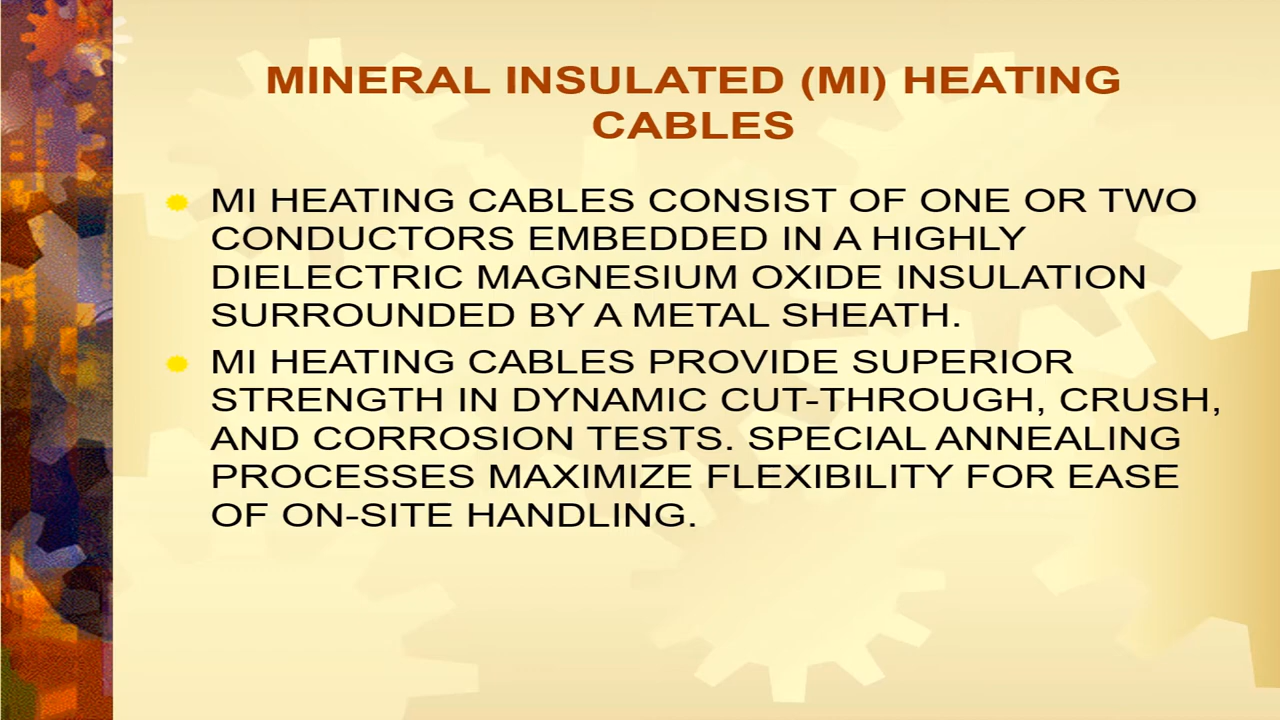 MINERAL INSULATED (MI) HEATING
CABLES
MI HEATING CABLES CONSIST OF ONE OR TWO
CONDUCTORS EMBEDDED IN A HIGHLY
DIELECTRIC MAGNESIUM OXIDE INSULATION
SURROUNDED BY A METAL SHEATH.
MI HEATING CABLES PROVIDE SUPERIOR
STRENGTH IN DYNAMIC CUT-THROUGH, CRUSH,
AND CORROSION TESTS. SPECIAL ANNEALING
PROCESSES MAXIMIZE FLEXIBILITY FOR EASE
OF ON-SITE HANDLING.